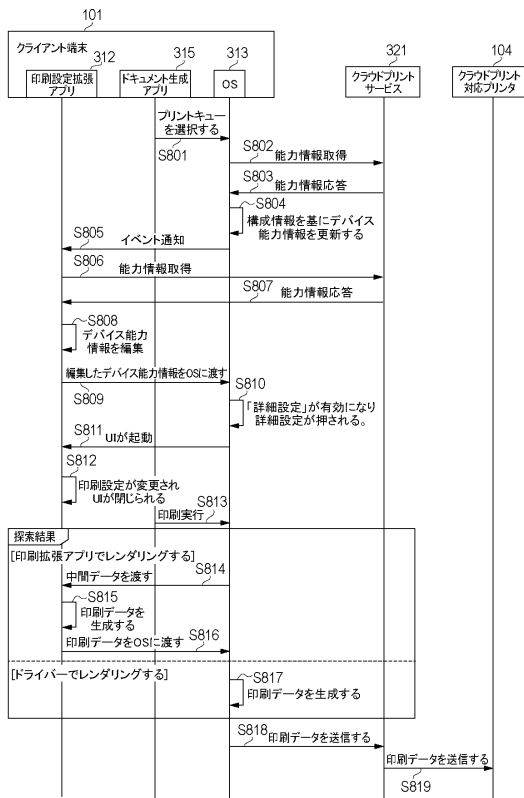 101
クライアント端末
312
印刷設定拡張
アプリ
315
ドキュメント生成
アプリ
313
OS
321
クラウドプリント
サービス
104
クラウドプリント
対応プリンタ
プリントキュー
を選択する
S801
S802
能力情報取得
S803
能力情報応答
S804
構成情報を基にデバイス
能力情報を更新する
S805
イベント通知
S806
能力情報取得
S807
能力情報応答
S808
デバイス能力
情報を編集
編集したデバイス能力情報をOSに渡す
S809
S810
「詳細設定」が有効になり
詳細設定が押される。
S811
UIが起動
S812
印刷設定が変更され
UIが閉じられる
S813
印刷実行
探索結果
[印刷拡張アプリでレンダリングする]
S814
中間データを渡す
S815
印刷データを
生成する
印刷データをOSに渡す
S816
[ドライバーでレンダリングする]
S817
印刷データを生成する
S818
印刷データを送信する
印刷データを送信する
S819